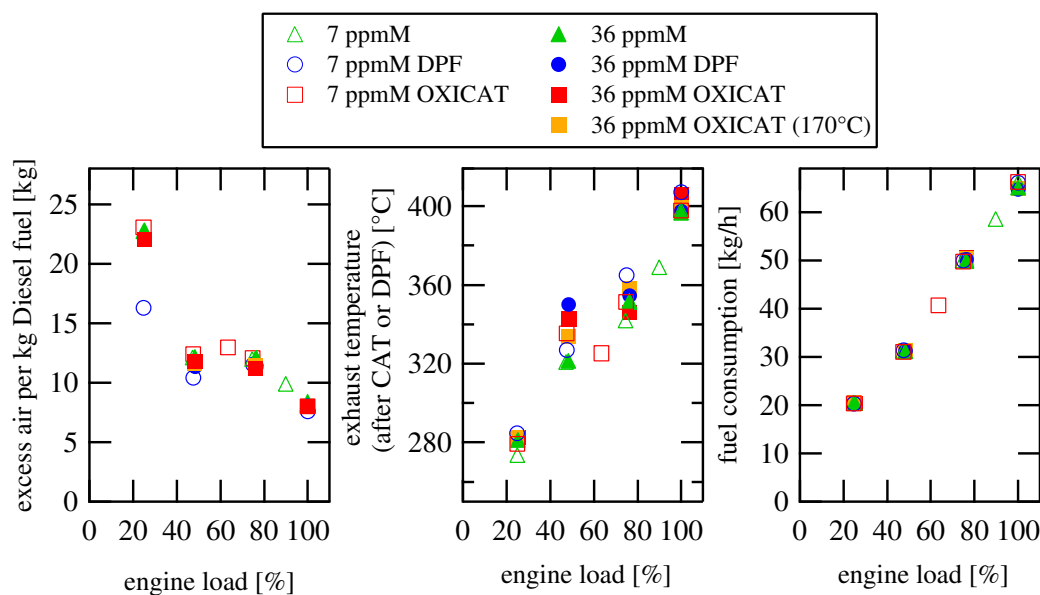 7 ppmM
7 ppmM DPF
7 ppmM OXICAT
36 ppmM
36 ppmM DPF
36 ppmM OXICAT
36 ppmM OXICAT (170°C)
excess air per kg Diesel fuel [kg]
25
20
15
10
5
0
0 20 40 60 80 100
engine load [%]
exhaust temperature
(after CAT or DPF) [°C]
400
360
320
280
0 20 40 60 80 100
engine load [%]
fuel consumption [kg/h]
60
50
40
30
20
10
0
0 20 40 60 80 100
engine load [%]